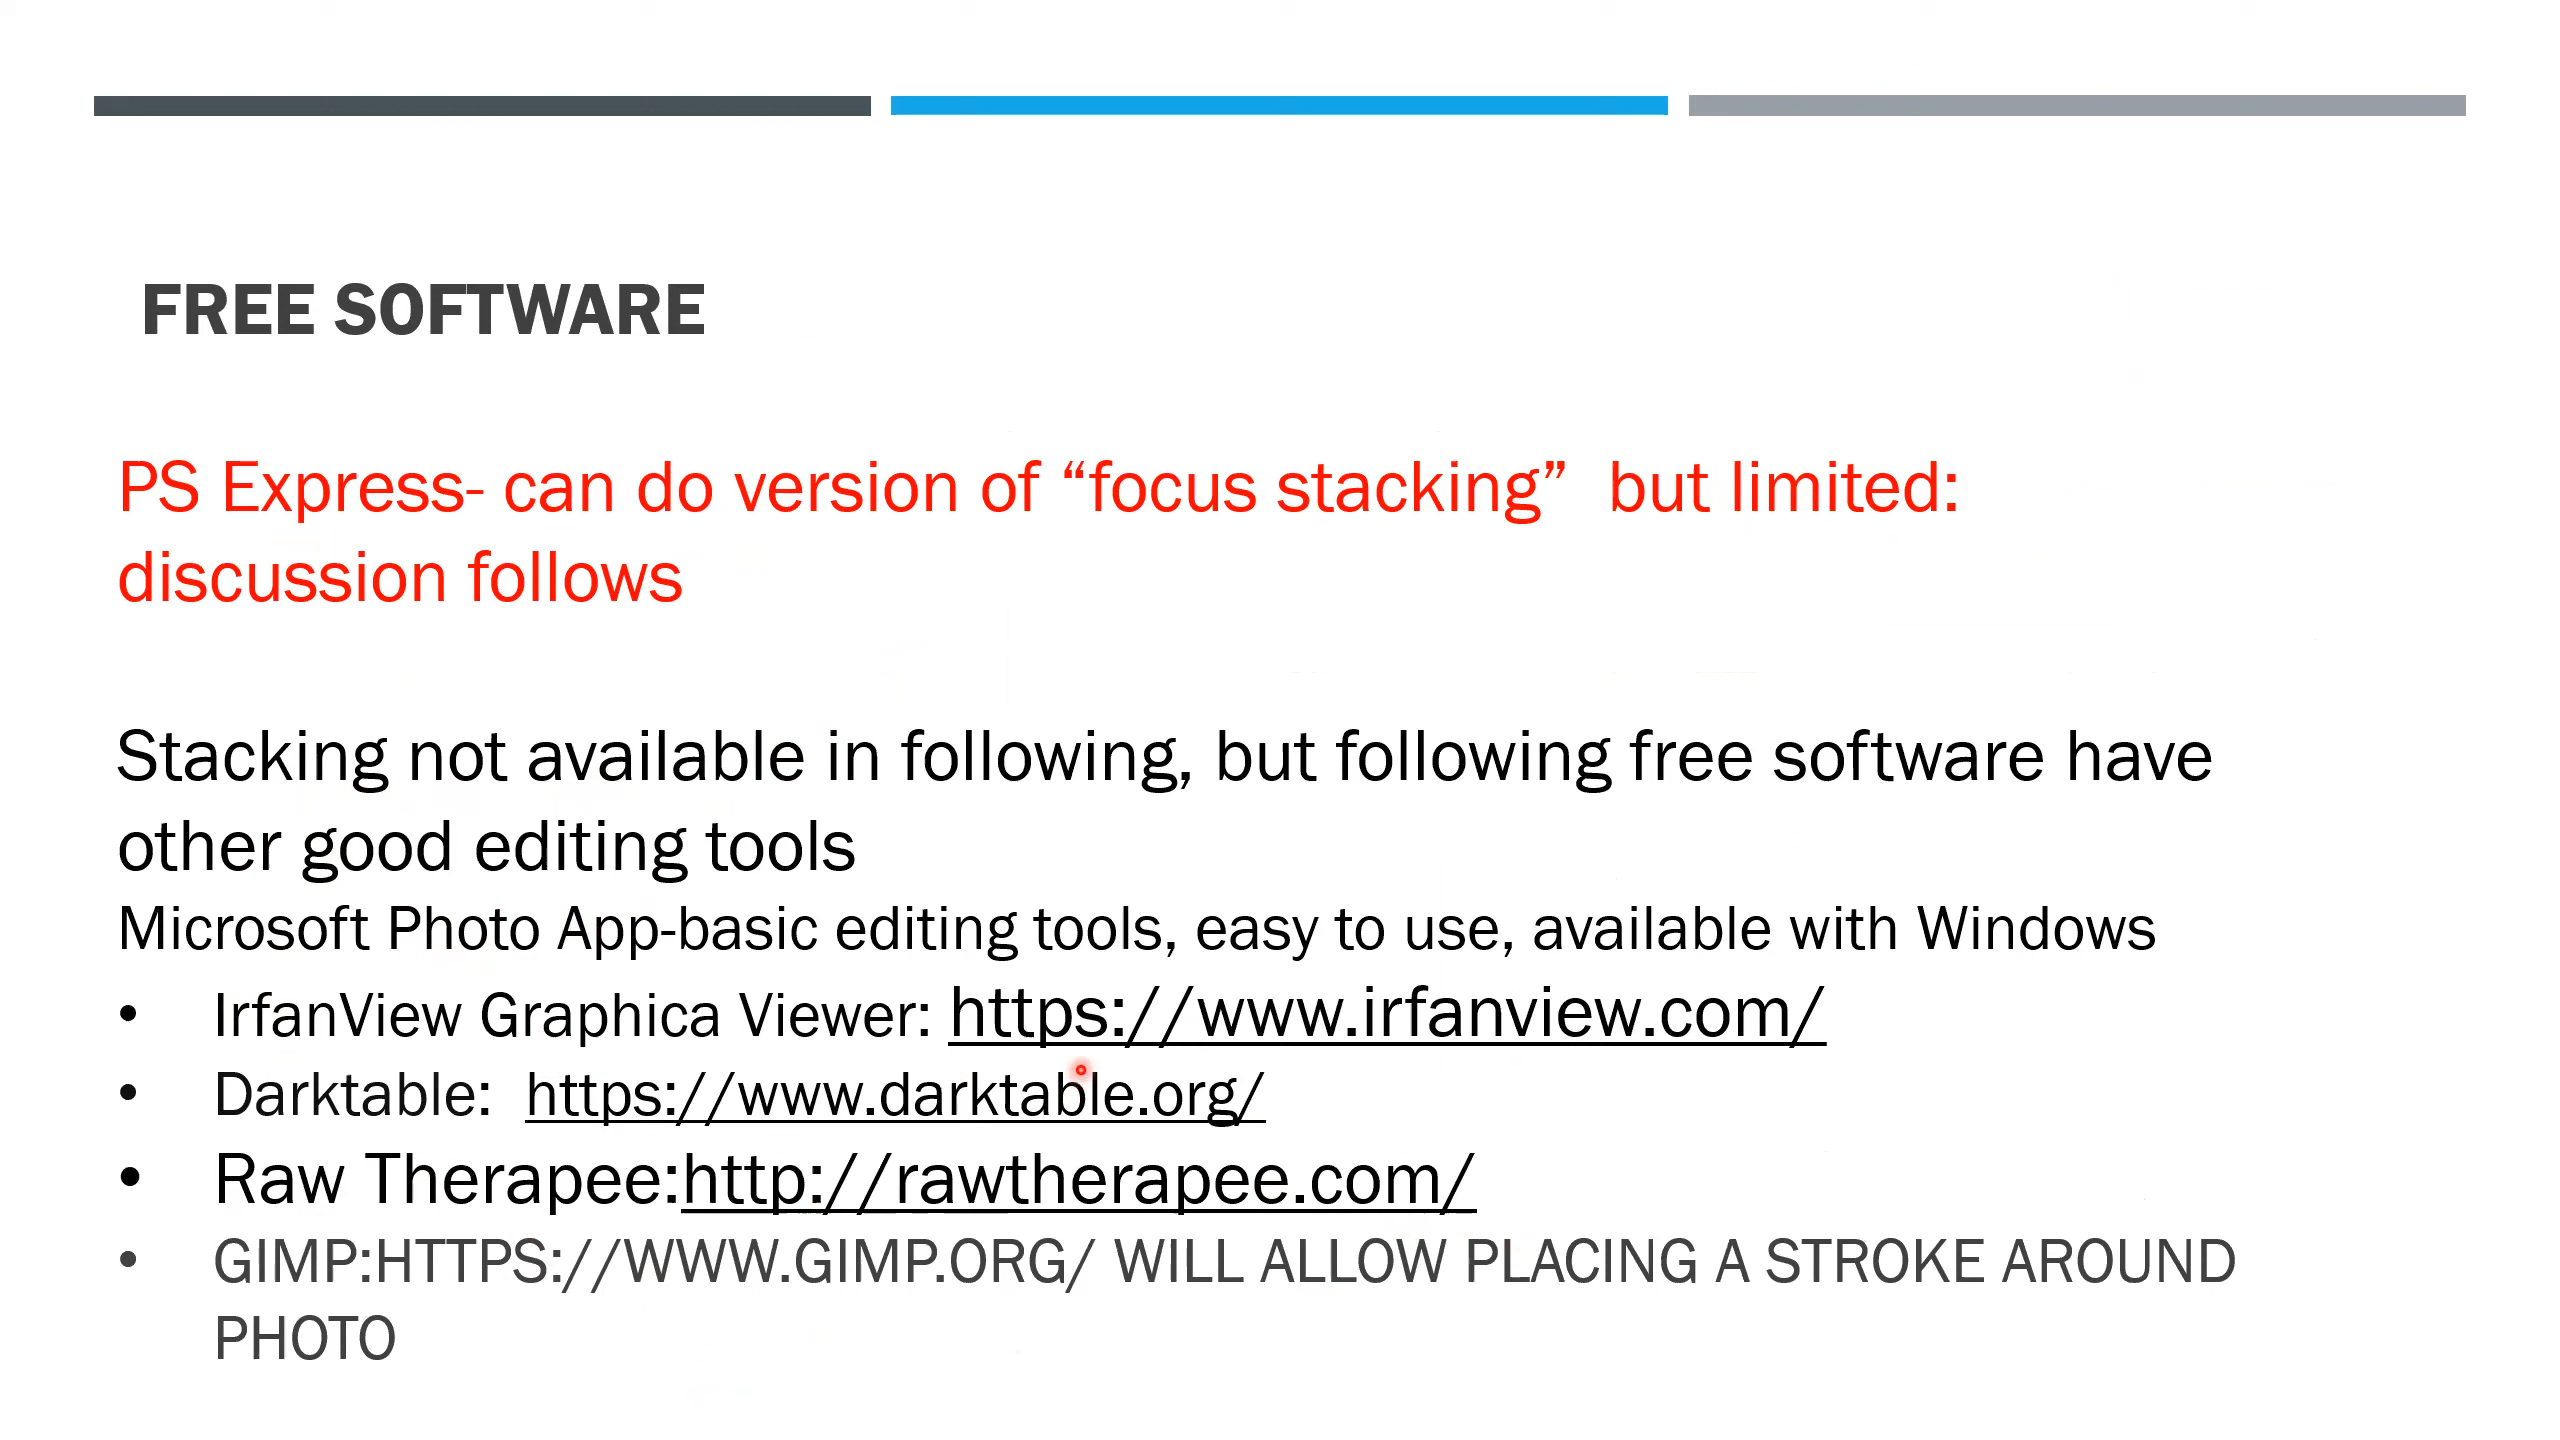 FREE SOFTWARE
PS Express- can do version of “focus stacking”  but limited:
discussion follows
Stacking not available in following, but following free software have
other good editing tools
Microsoft Photo App-basic editing tools, easy to use, available with Windows
• IrfanView Graphica Viewer: https://www.irfanview.com/
• Darktable:  https://www.darktable.org/
• Raw Therapee:http://rawtherapee.com/
• GIMP:HTTPS://WWW.GIMP.ORG/ WILL ALLOW PLACING A STROKE AROUND
PHOTO